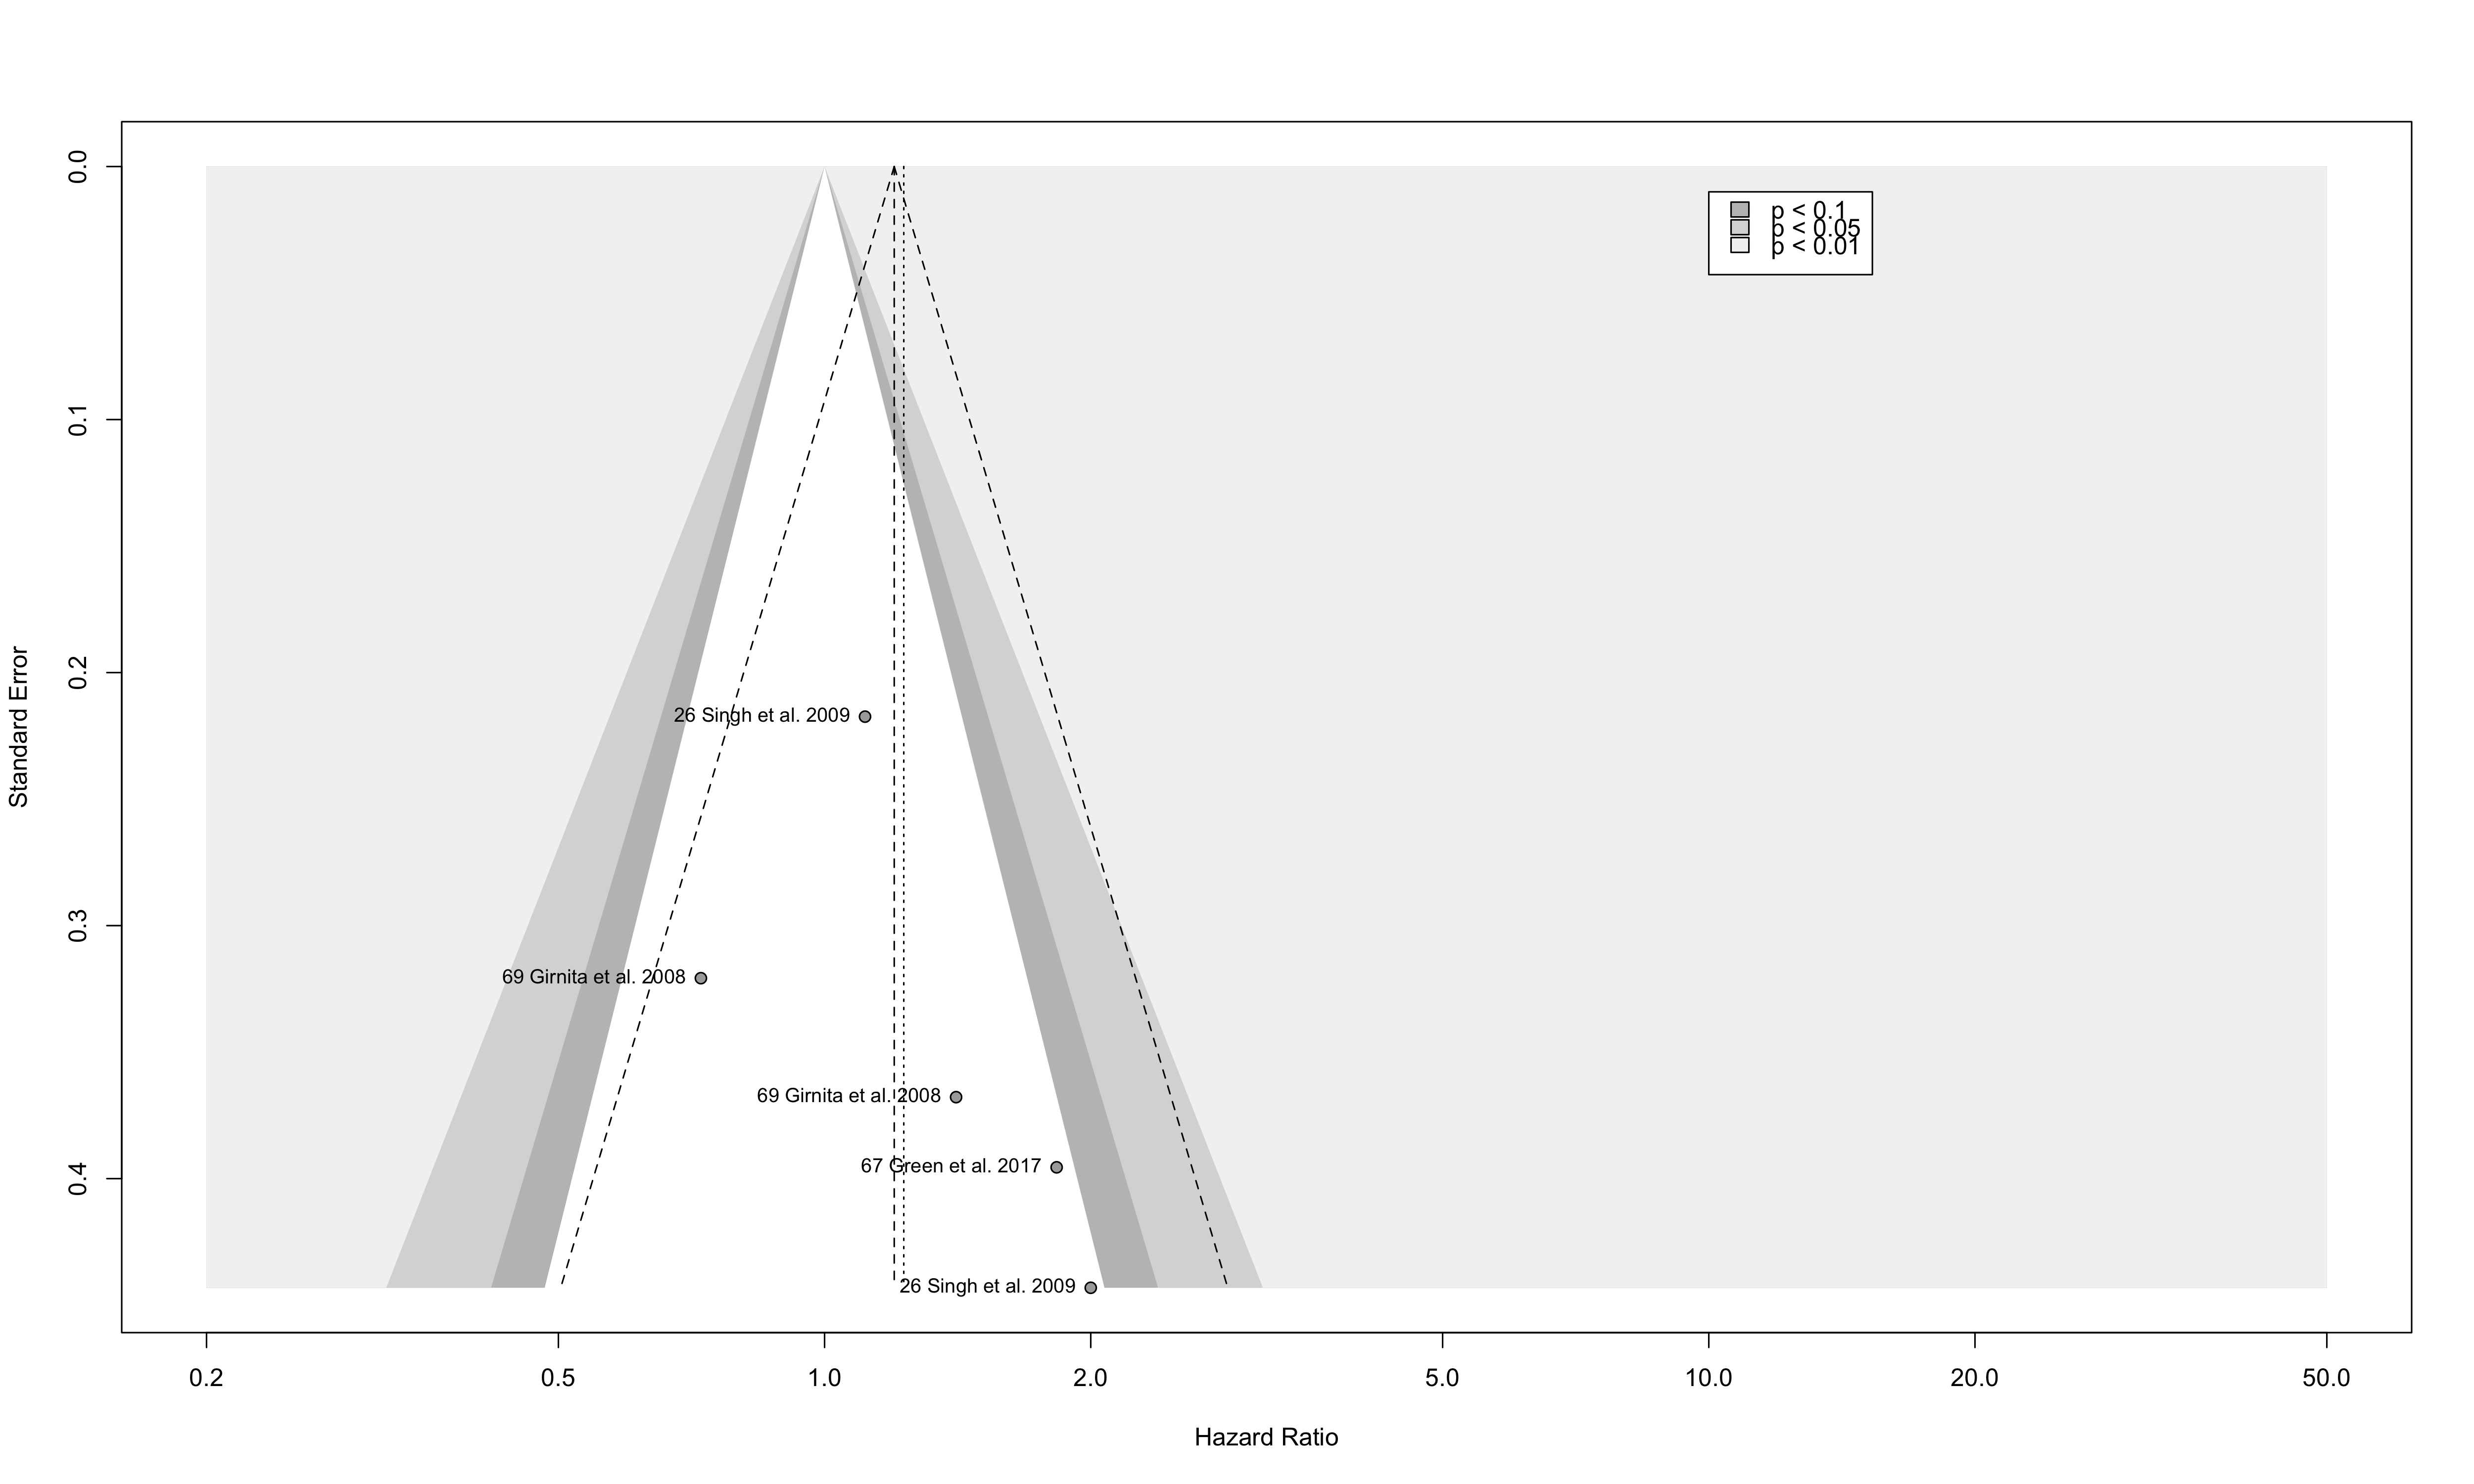 0.0
0.1
0.2
0.3
0.4
Standard Error
p < 0.1
p < 0.05
p < 0.01
26 Singh et al. 2009
69 Girnita et al. 2008
69 Girnita et al. 2008
67 Green et al. 2017
26 Singh et al. 2009
0.2 0.5 1.0 2.0 5.0 10.0 20.0 50.0
Hazard Ratio